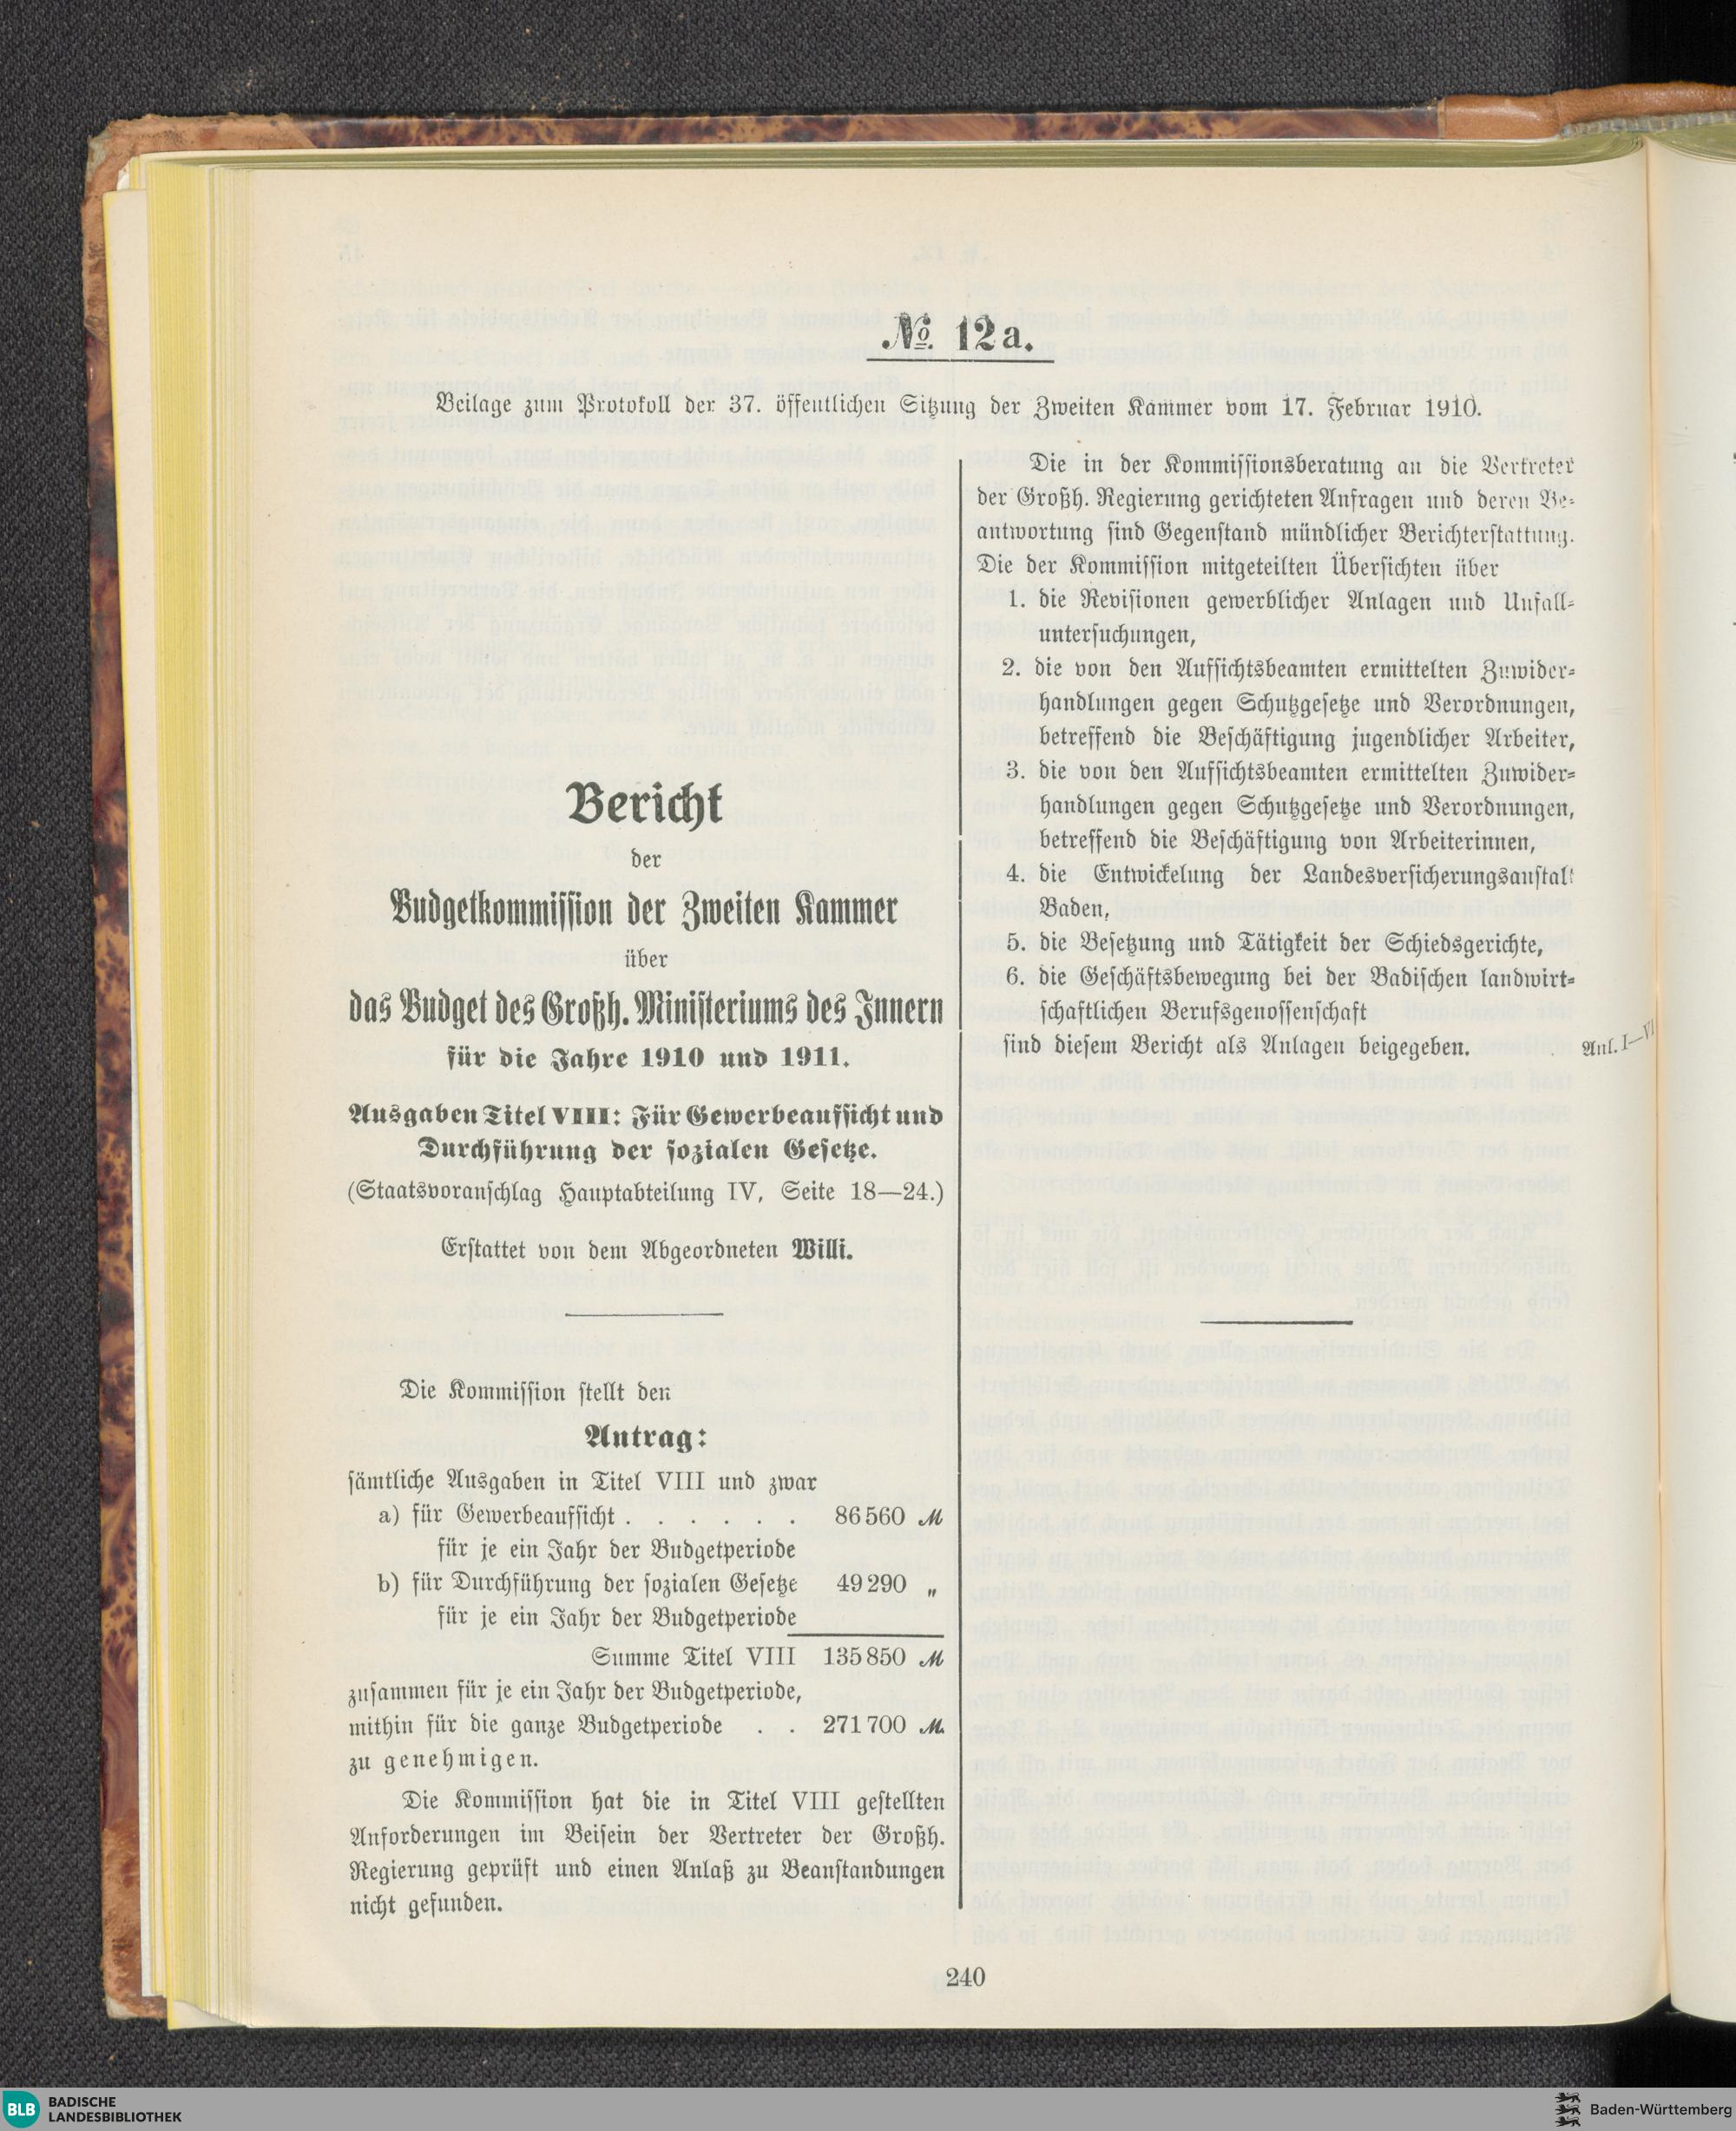 № 12a.
Beilage zum Protokoll der 37. öffentlichen Sitzung der Zweiten Kammer vom 17. Februar 1910.
Bericht
der
Budgetkommission der Zweiten Kammer
über
das Budget des Großh. Ministeriums des Innern
für die Jahre 1910 und 1911.
Ausgaben Titel VIII: Für Gewerbeaufsicht und
Durchführung der sozialen Gesetze.
(Staatsvoranschlag Hauptabteilung IV, Seite 18—24.)
Erstattet von dem Abgeordneten Willi.
Die Kommission stellt den
Antrag:
sämtliche Ausgaben in Titel VIII und zwar
a) für Gewerbeaufsicht . . . . . . 86 560 ℳ
für je ein Jahr der Budgetperiode
b) für Durchführung der sozialen Gesetze 49 290 „
für je ein Jahr der Budgetperiode
Summe Titel VIII 135 850 ℳ
zusammen für je ein Jahr der Budgetperiode,
mithin für die ganze Budgetperiode . . 271 700 ℳ.
zu genehmigen.
Die Kommission hat die in Titel VIII gestellten
Anforderungen im Beisein der Vertreter der Großh.
Regierung geprüft und einen Anlaß zu Beanstandungen
nicht gefunden.
Die in der Kommissionsberatung an die Vertreter
der Großh. Regierung gerichteten Anfragen und deren Be-
antwortung sind Gegenstand mündlicher Berichterstattung.
Die der Kommission mitgeteilten Übersichten über
1. die Revisionen gewerblicher Anlagen und Unfall-
untersuchungen,
2. die von den Aufsichtsbeamten ermittelten Zuwider-
handlungen gegen Schutzgesetze und Verordnungen,
betreffend die Beschäftigung jugendlicher Arbeiter,
3. die von den Aufsichtsbeamten ermittelten Zuwider-
handlungen gegen Schutzgesetze und Verordnungen,
betreffend die Beschäftigung von Arbeiterinnen,
4. die Entwickelung der Landesversicherungsanstalt
Baden,
5. die Besetzung und Tätigkeit der Schiedsgerichte,
6. die Geschäftsbewegung bei der Badischen landwirt-
schaftlichen Berufsgenossenschaft
sind diesem Bericht als Anlagen beigegeben.
Anl. I—VI
240
BLB BADISCHE
LANDESBIBLIOTHEK
Baden-Württemberg